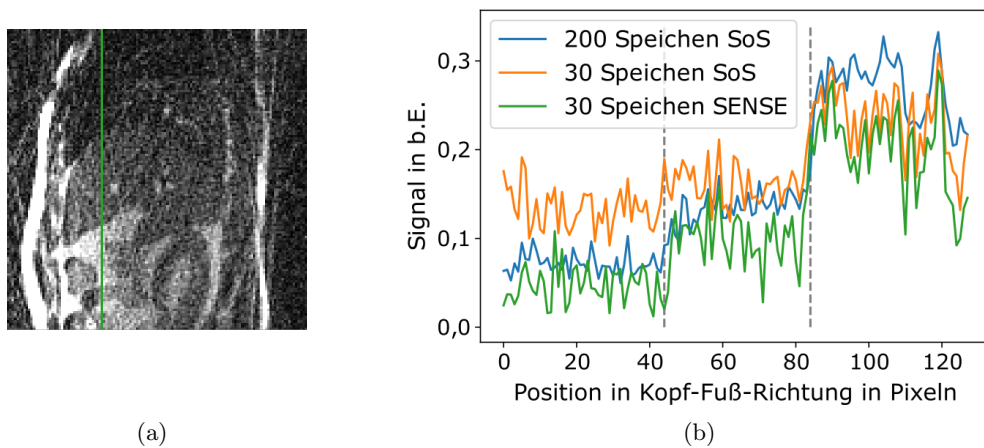 200 Speichen SoS
30 Speichen SoS
30 Speichen SENSE
0,3
0,2
0,1
0,0
Signal in b.E.
0 20 40 60 80 100 120
Position in Kopf-Fuß-Richtung in Pixeln
(a)
(b)